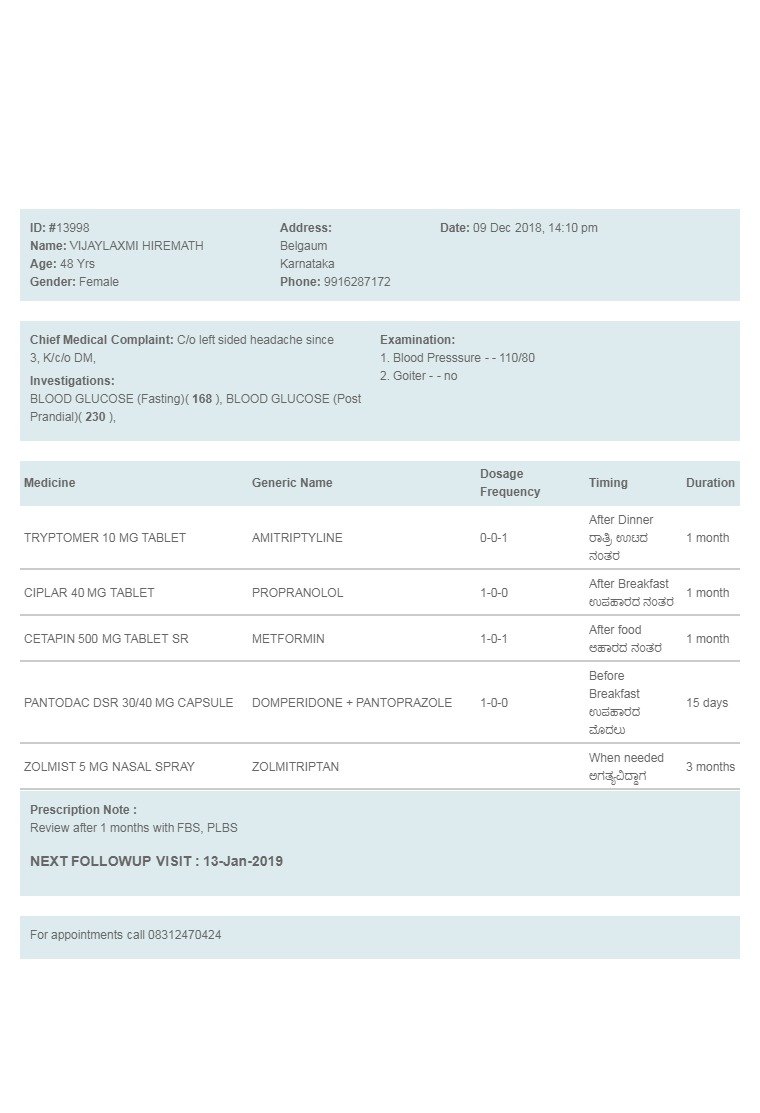 ID: #13998
Name: VIJAYLAXMI HIREMATH
Age: 48 Yrs
Gender: Female
Address:
Belgaum
Karnataka
Phone: 9916287172
Date: 09 Dec 2018, 14:10 pm
Chief Medical Complaint: C/o left sided headache since
3, K/c/o DM,
Investigations:
BLOOD GLUCOSE (Fasting)( 168 ), BLOOD GLUCOSE (Post
Prandial)( 230 ),
Examination:
1. Blood Presssure - - 110/80
2. Goiter - - no
Medicine Generic Name Dosage Frequency Timing Duration
TRYPTOMER 10 MG TABLET AMITRIPTYLINE 0-0-1 After Dinner 1 month
ರಾತ್ರಿ ಊಟದ
ನಂತರ
CIPLAR 40 MG TABLET PROPRANOLOL 1-0-0 After Breakfast 1 month
ಉಪಹಾರದ ನಂತರ
CETAPIN 500 MG TABLET SR METFORMIN 1-0-1 After food 1 month
ಆಹಾರದ ನಂತರ
PANTODAC DSR 30/40 MG CAPSULE DOMPERIDONE + PANTOPRAZOLE 1-0-0 Before 15 days
Breakfast
ಉಪಹಾರದ
ಮೊದಲು
ZOLMIST 5 MG NASAL SPRAY ZOLMITRIPTAN When needed 3 months
ಅಗತ್ಯವಿದ್ದಾಗ
Prescription Note :
Review after 1 months with FBS, PLBS
NEXT FOLLOWUP VISIT : 13-Jan-2019
For appointments call 08312470424